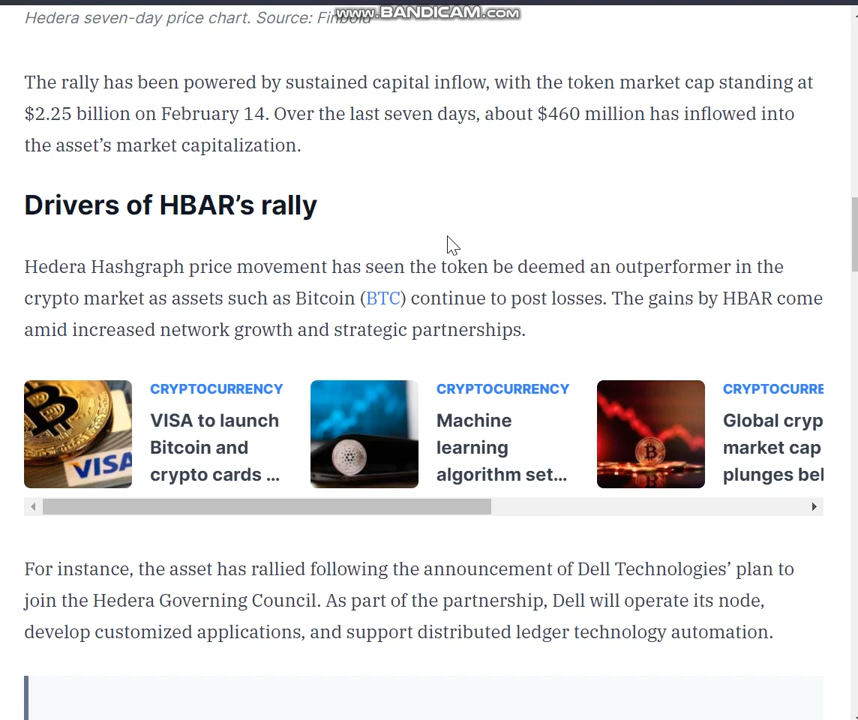 www.BANDICAM.com
Hedera seven-day price chart. Source: Finbold
The rally has been powered by sustained capital inflow, with the token market cap standing at
$2.25 billion on February 14. Over the last seven days, about $460 million has inflowed into
the asset’s market capitalization.
Drivers of HBAR’s rally
Hedera Hashgraph price movement has seen the token be deemed an outperformer in the
crypto market as assets such as Bitcoin (BTC) continue to post losses. The gains by HBAR come
amid increased network growth and strategic partnerships.
CRYPTOCURRENCY
VISA to launch
Bitcoin and
crypto cards ...
VISA
CRYPTOCURRENCY
Machine
learning
algorithm set...
CRYPTOCURRE
Global cryp
market cap
plunges bel
For instance, the asset has rallied following the announcement of Dell Technologies’ plan to
join the Hedera Governing Council. As part of the partnership, Dell will operate its node,
develop customized applications, and support distributed ledger technology automation.